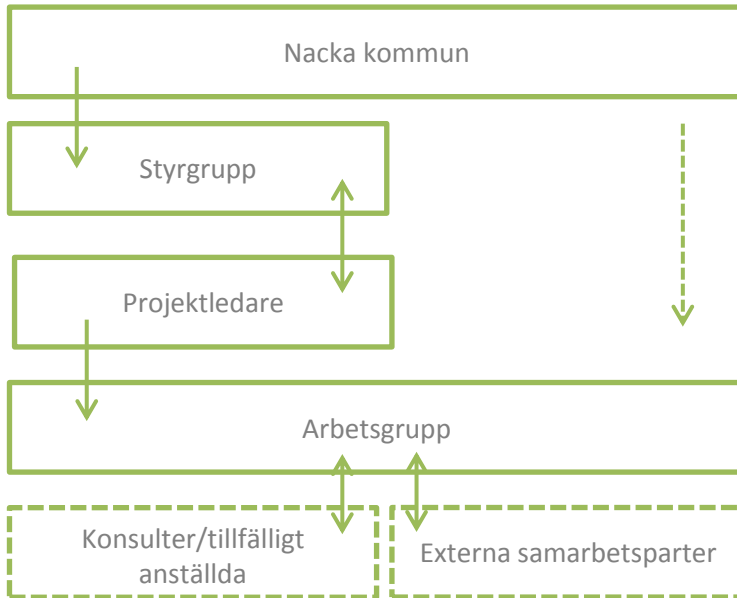 Nacka kommun
Styrgrupp
Projektledare
Arbetsgrupp
Konsulter/tillfälligt
anställda
Externa samarbetsparter